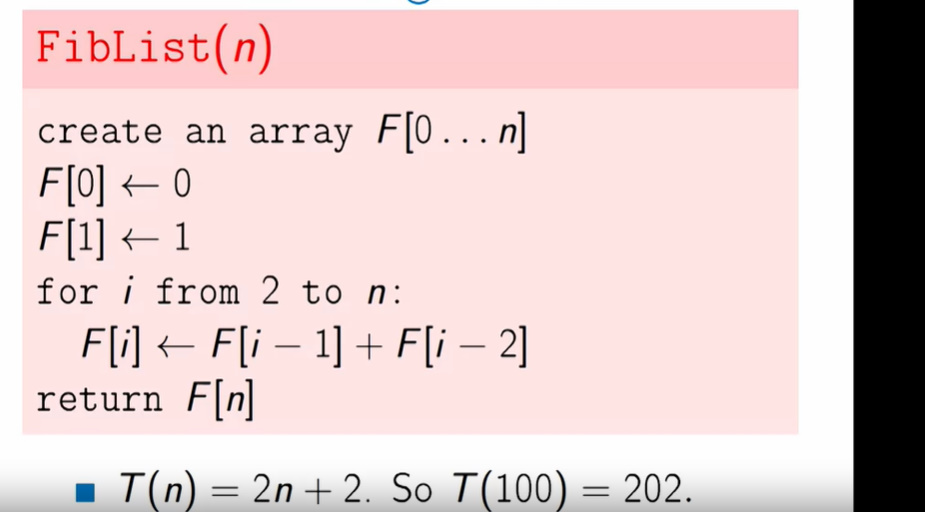 FibList(n)
create an array F[0...n]
F[0] ← 0
F[1] ← 1
for i from 2 to n:
F[i] ← F[i − 1] + F[i − 2]
return F[n]
T(n) = 2n + 2. So T(100) = 202.